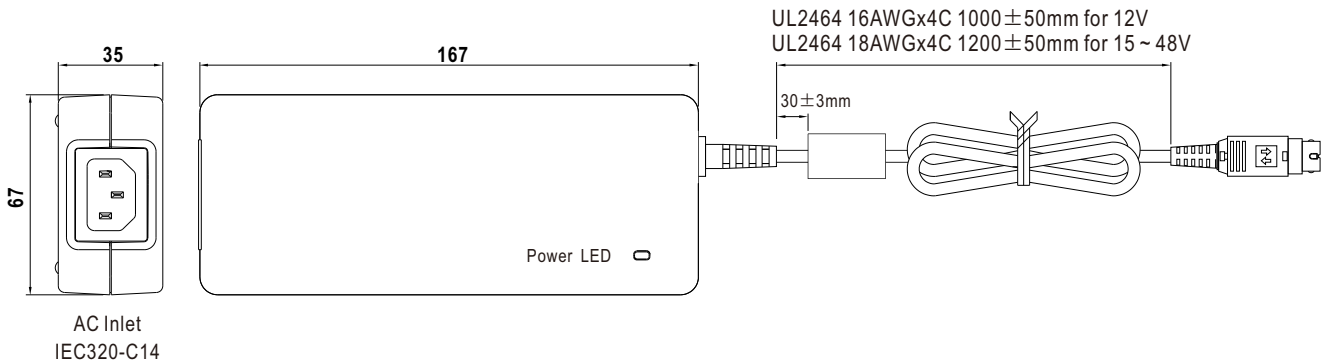 UL2464 16AWGx4C 1000±50mm for 12V
UL2464 18AWGx4C 1200±50mm for 15 ~ 48V
35
167
30±3mm
67
Power LED
AC Inlet
IEC320-C14